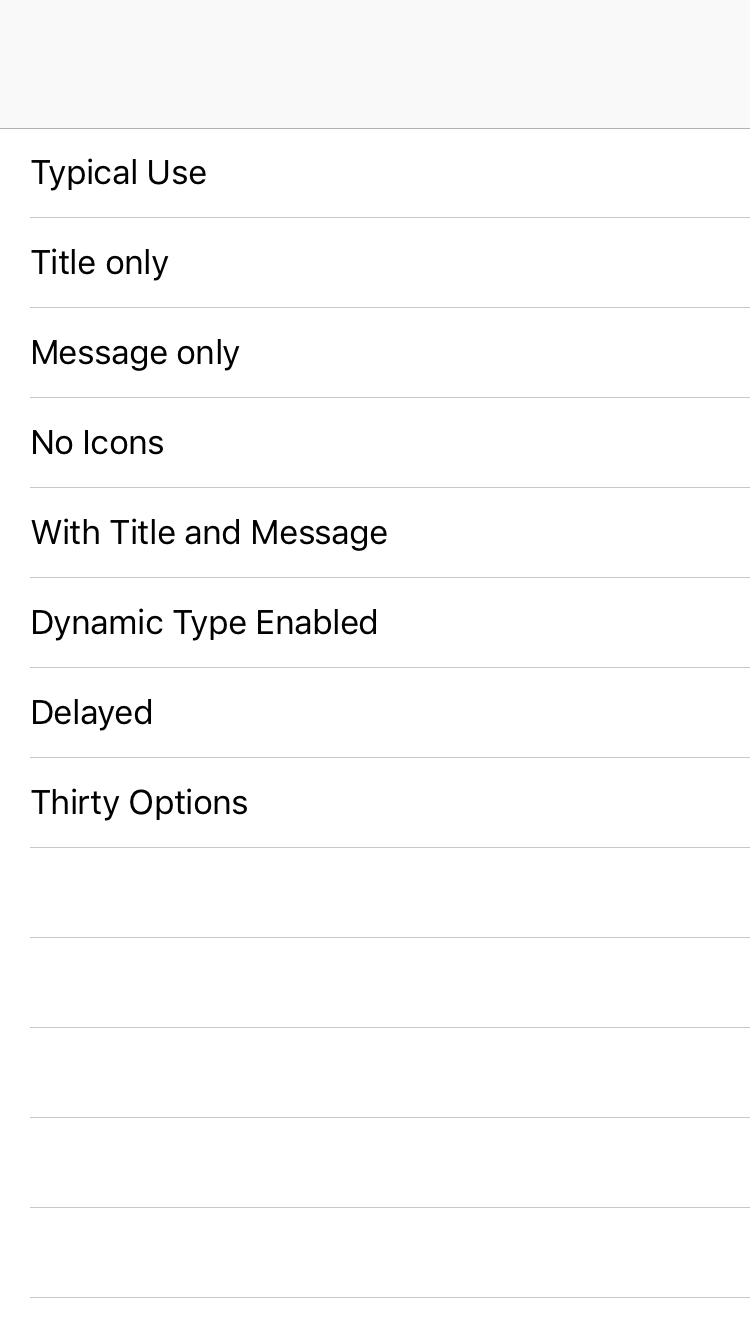 Typical Use
Title only
Message only
No Icons
With Title and Message
Dynamic Type Enabled
Delayed
Thirty Options